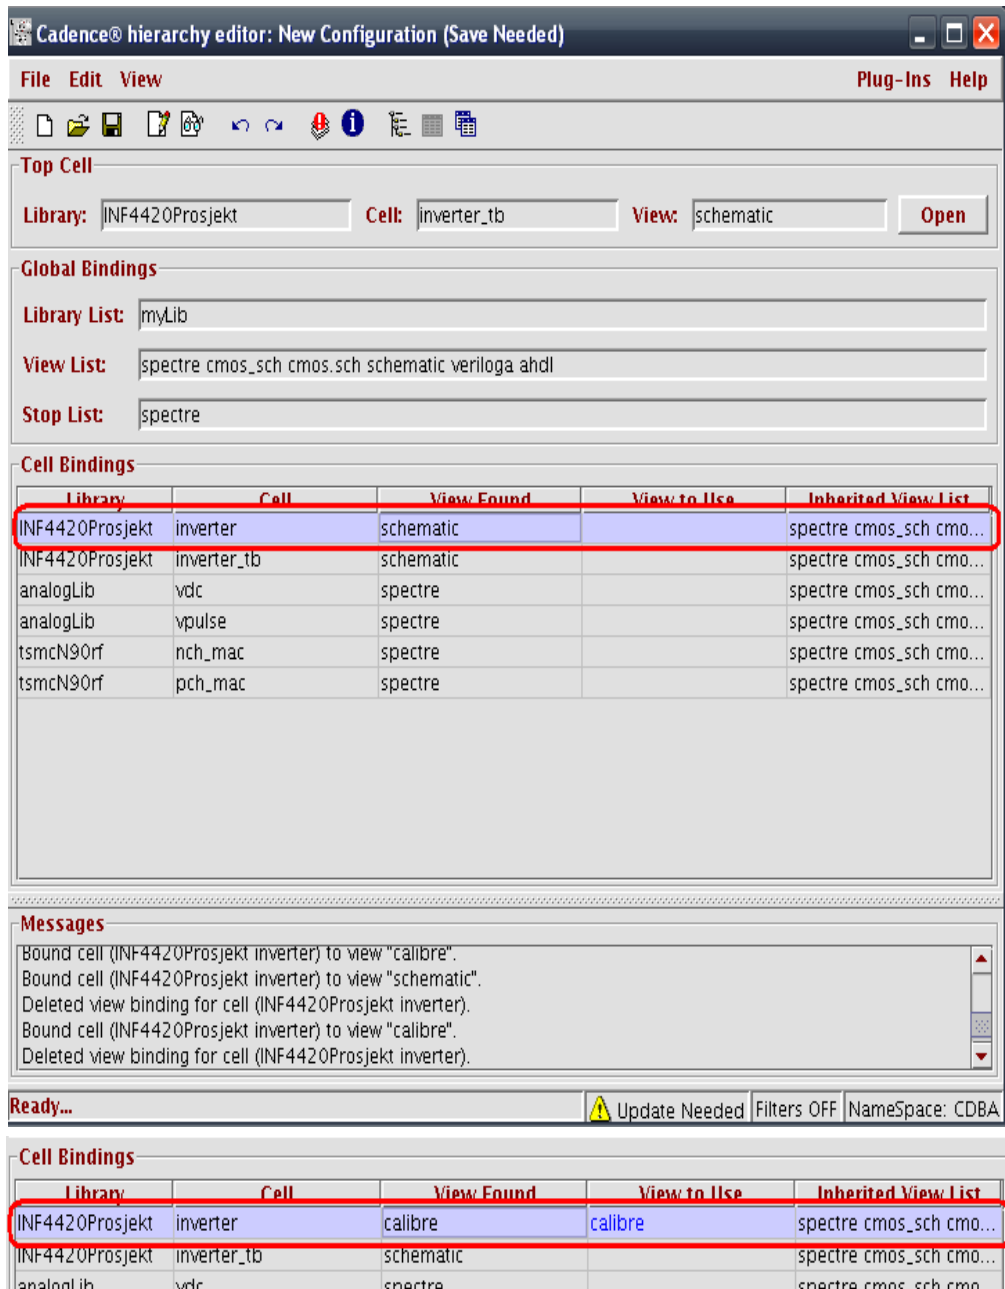 Cadence® hierarchy editor: New Configuration (Save Needed)
File Edit View Plug-Ins Help
Top Cell
Library: INF4420Prosjekt Cell: inverter_tb View: schematic Open
Global Bindings
Library List: myLib
View List: spectre cmos_sch cmos.sch schematic veriloga ahdl
Stop List: spectre
Cell Bindings
Library Cell View Found View to Use Inherited View List
INF4420Prosjekt inverter schematic spectre cmos_sch cmo...
INF4420Prosjekt inverter_tb schematic spectre cmos_sch cmo...
analogLib vdc spectre spectre cmos_sch cmo...
analogLib vpulse spectre spectre cmos_sch cmo...
tsmcN90rf nch_mac spectre spectre cmos_sch cmo...
tsmcN90rf pch_mac spectre spectre cmos_sch cmo...
Messages
Bound cell (INF4420Prosjekt inverter) to view "calibre".
Bound cell (INF4420Prosjekt inverter) to view "schematic".
Deleted view binding for cell (INF4420Prosjekt inverter).
Bound cell (INF4420Prosjekt inverter) to view "calibre".
Deleted view binding for cell (INF4420Prosjekt inverter).
Ready... Update Needed Filters OFF NameSpace: CDBA
Cell Bindings
Library Cell View Found View to Use Inherited View List
INF4420Prosjekt inverter calibre calibre spectre cmos_sch cmo...
INF4420Prosjekt inverter_tb schematic spectre cmos_sch cmo...
analogLib vdc spectre spectre cmos_sch cmo...